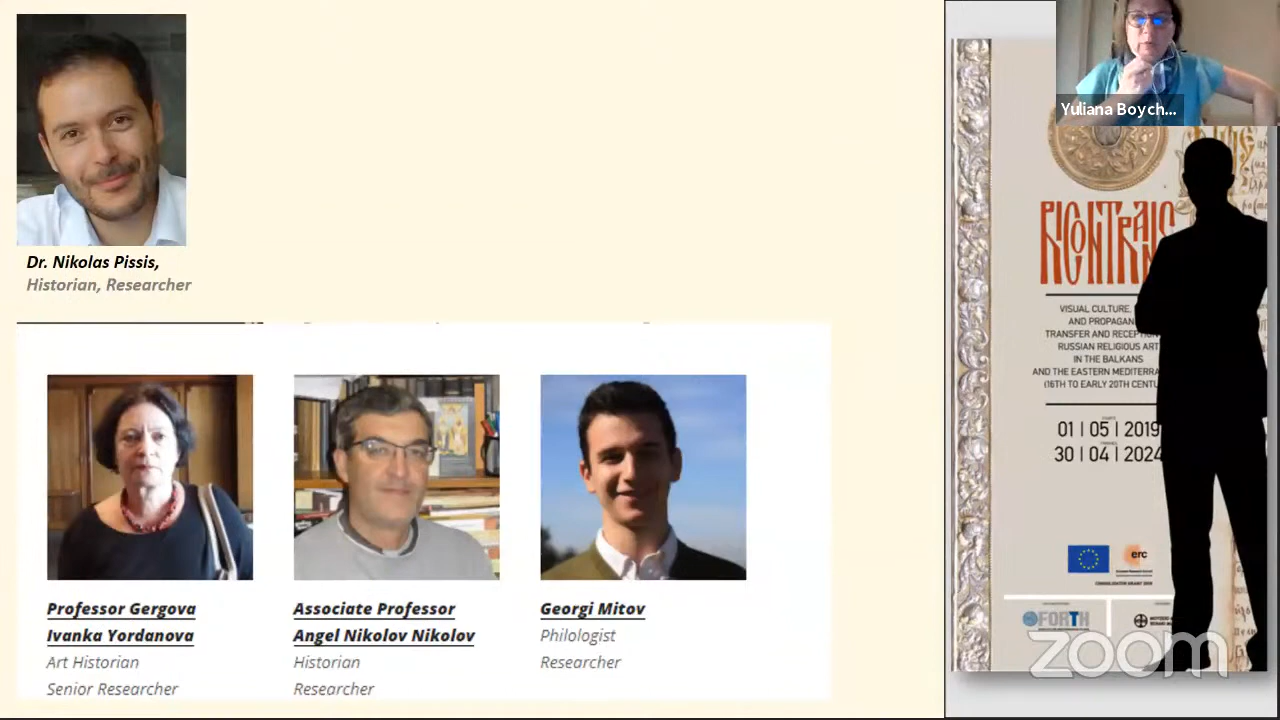 Dr. Nikolas Pissis,
Historian, Researcher
Professor Gergova
Ivanka Yordanova
Art Historian
Senior Researcher
Associate Professor
Angel Nikolov Nikolov
Historian
Researcher
Georgi Mitov
Philologist
Researcher
Yuliana Boych...
RICONTRANS
VISUAL CULTURE,
AND PROPAGAN
TRANSFER AND RECEPTION
RUSSIAN RELIGIOUS ART
IN THE BALKANS
AND THE EASTERN MEDITERRA
(16TH TO EARLY 20TH CENTU
01 | 05 | 2019
30 | 04 | 2024
erc
FORTH
zoom